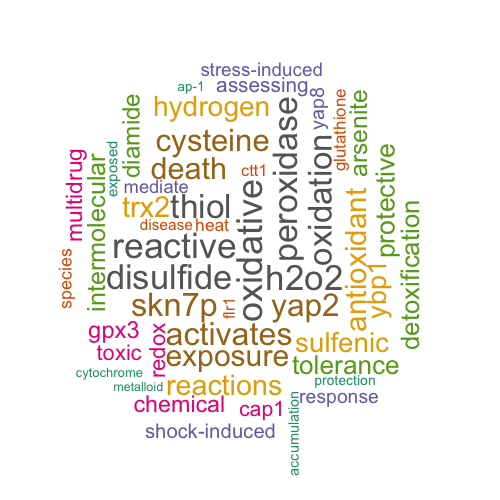 stress-induced
ap-1
assessing
yap8
glutathione
hydrogen
diamide
arsenite
peroxidase
cysteine
oxidation
multidrug
exposed
death
ctt1
protective
intermolecular
mediate
oxidative
trx2
thiol
antioxidant
disease
heat
reactive
detoxification
species
disulfide
h2o2
ybp1
skn7p
flr1
yap2
gpx3
activates
sulfenic
toxic
redox
exposure
tolerance
cytochrome
metalloid
reactions
protection
chemical
cap1
response
accumulation
shock-induced